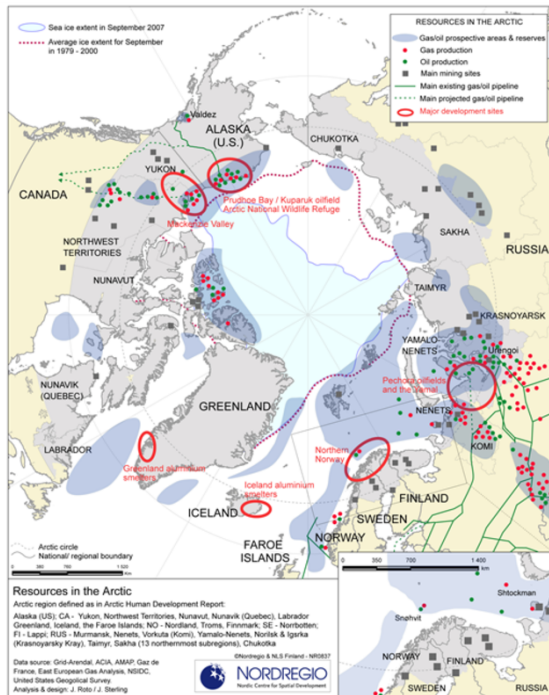 Sea ice extent in September 2007
Average ice extent for September
in 1979 - 2000
RESOURCES IN THE ARCTIC
Gas/oil prospective areas & reserves
Gas production
Oil production
Main mining sites
Main existing gas/oil pipeline
Main projected gas/oil pipeline
Major development sites
Valdez
ALASKA
(U.S.)
CHUKOTKA
YUKON
CANADA
Prudhoe Bay / Kuparuk oilfield
Arctic National Wildlife Refuge
Mackenzie Valley
NORTHWEST
TERRITORIES
SAKHA
RUSSIA
NUNAVUT
TAIMYR
KRASNOYARSK
YAMALO
NENETS
Urengoi
Pechora oilfields
and the Yamal
NUNAVIK
(QUEBEC)
GREENLAND
NENETS
KOMI
LABRADOR
Greenland aluminium
smelters
Northern
Norway
Iceland aluminium
smelters
ICELAND
FINLAND
SWEDEN
NORWAY
FAROE
ISLANDS
Arctic circle
National/ regional boundary
0 350 700 1 400
Shtockman
Snøhvit
NORWAY
FINLAND
SWEDEN
RUSSIA
Resources in the Arctic
©Nordregio & NLS Finland - NR0837
Arctic region defined as in Arctic Human Development Report:
Alaska (US); CA - Yukon, Northwest Territories, Nunavut, Nunavik (Quebec), Labrador
Greenland, Iceland, the Faroe Islands; NO - Nordland, Troms, Finnmark; SE - Norrbotten;
FI - Lappi; RUS - Murmansk, Nenets, Vorkuta (Komi), Yamalo-Nenets, Norilsk & Igsrka
(Krasnoyarsky Kray), Taimyr, Sakha (13 northernmost subregions), Chukotka
Data source: Grid-Arendal, ACIA, AMAP, Gaz de
France, East European Gas Analysis, NSIDC,
United States Geological Survey
Analysis & design: J. Roto / J. Sterling
NORDREGIO
Nordic Centre for Spatial Development